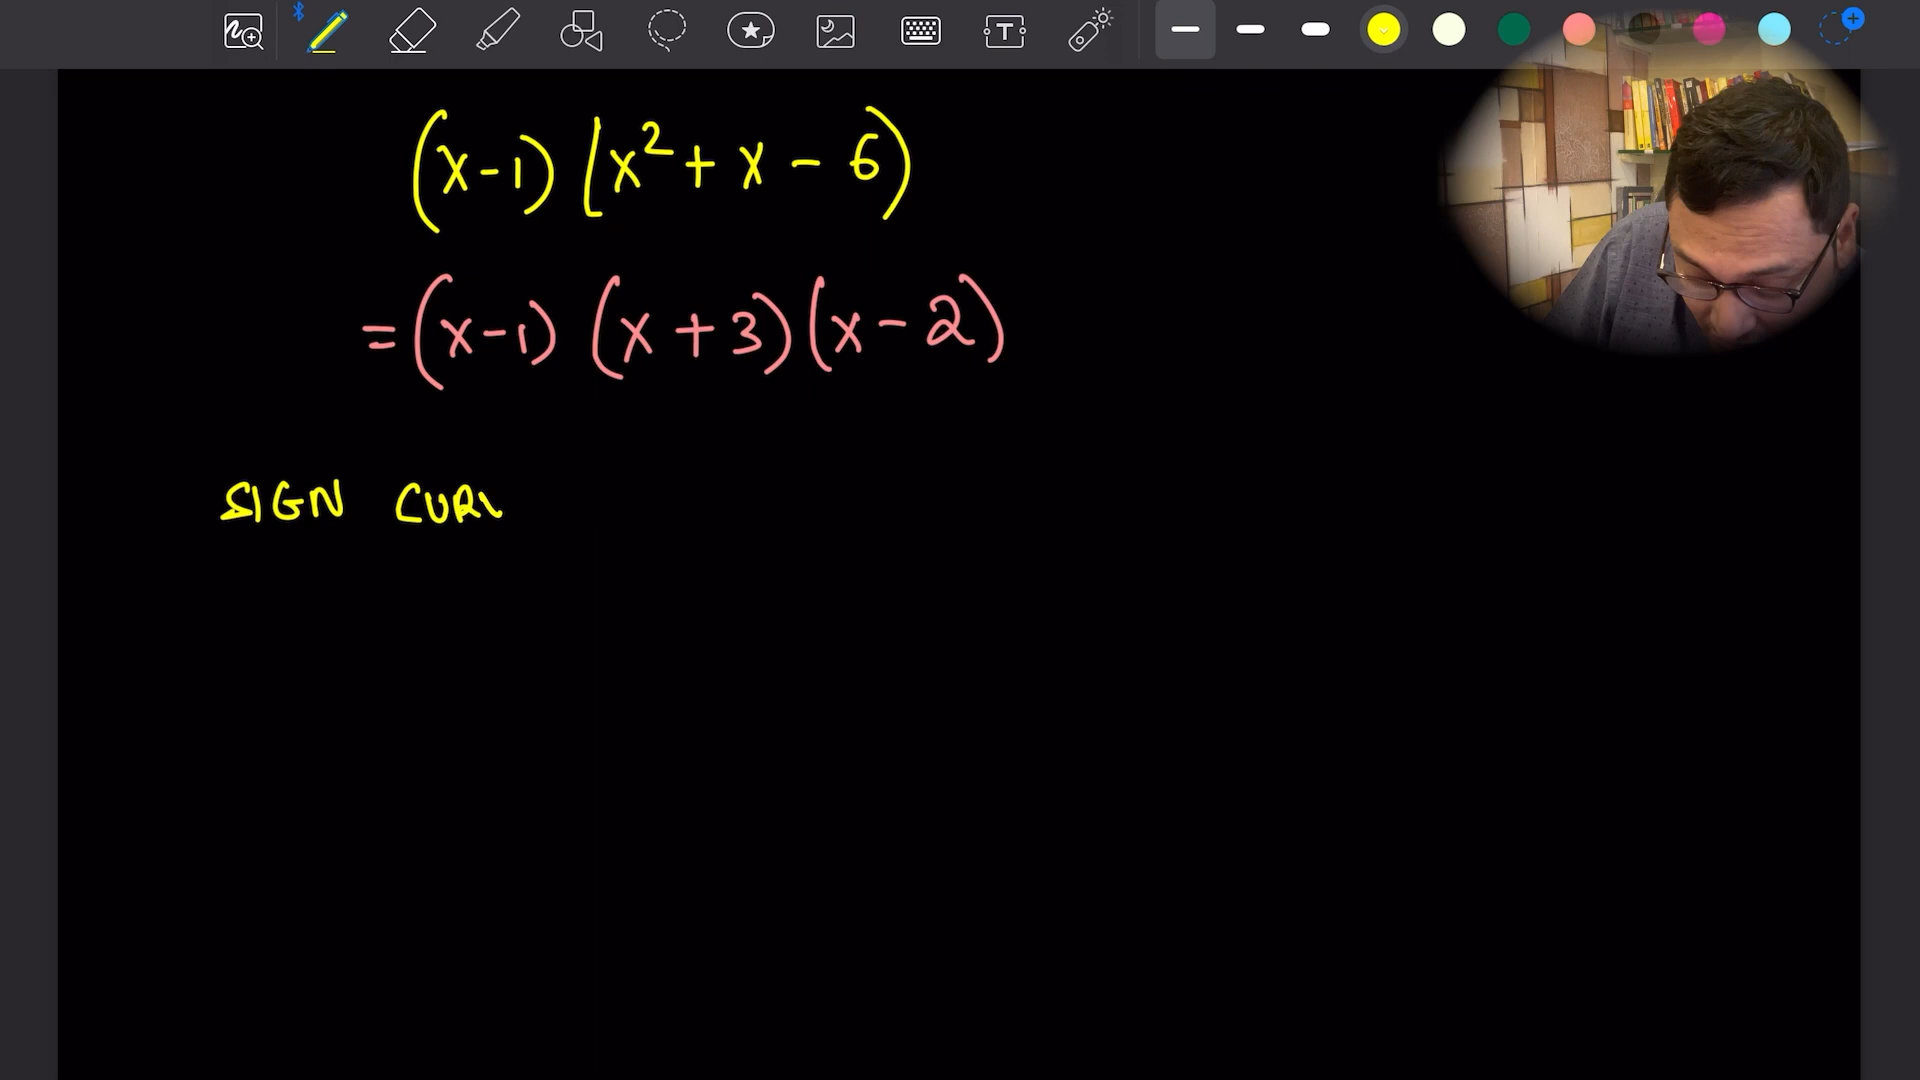 (x-1) (x² + x - 6)
= (x-1) (x + 3) (x - 2)
SIGN CURV